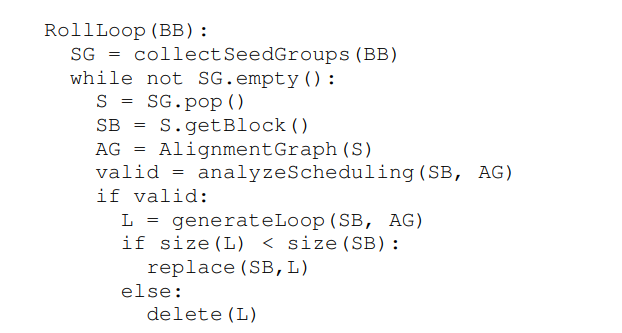 RollLoop(BB):
  SG = collectSeedGroups(BB)
  while not SG.empty():
    S = SG.pop()
    SB = S.getBlock()
    AG = AlignmentGraph(S)
    valid = analyzeScheduling(SB, AG)
    if valid:
      L = generateLoop(SB, AG)
      if size(L) < size(SB):
        replace(SB,L)
      else:
        delete(L)